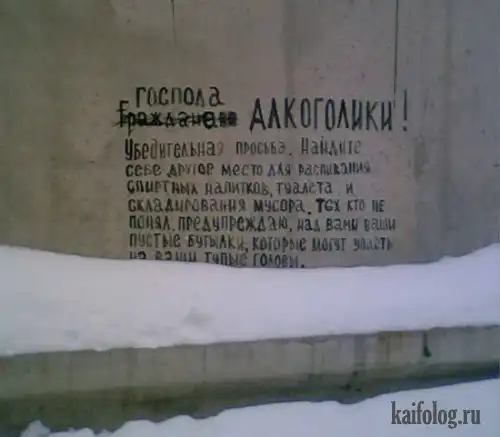 господа
Граждане АЛКОГОЛИКИ!
Убедительная просьба. Найдите
себе другое место для распивания
спиртных напитков, туалета и
складирования мусора. Тех кто не
понял, предупреждаю, над вами ваши
пустые бутылки, которые могут упасть
на ваши тупые головы.
kaifolog.ru